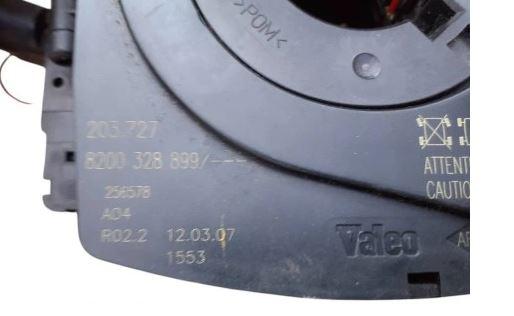 >POM<
203.727
8200 328 899/---
ATTENT
256578
CAUTIO
A04
R02.2 12.03.07
1553
Valeo